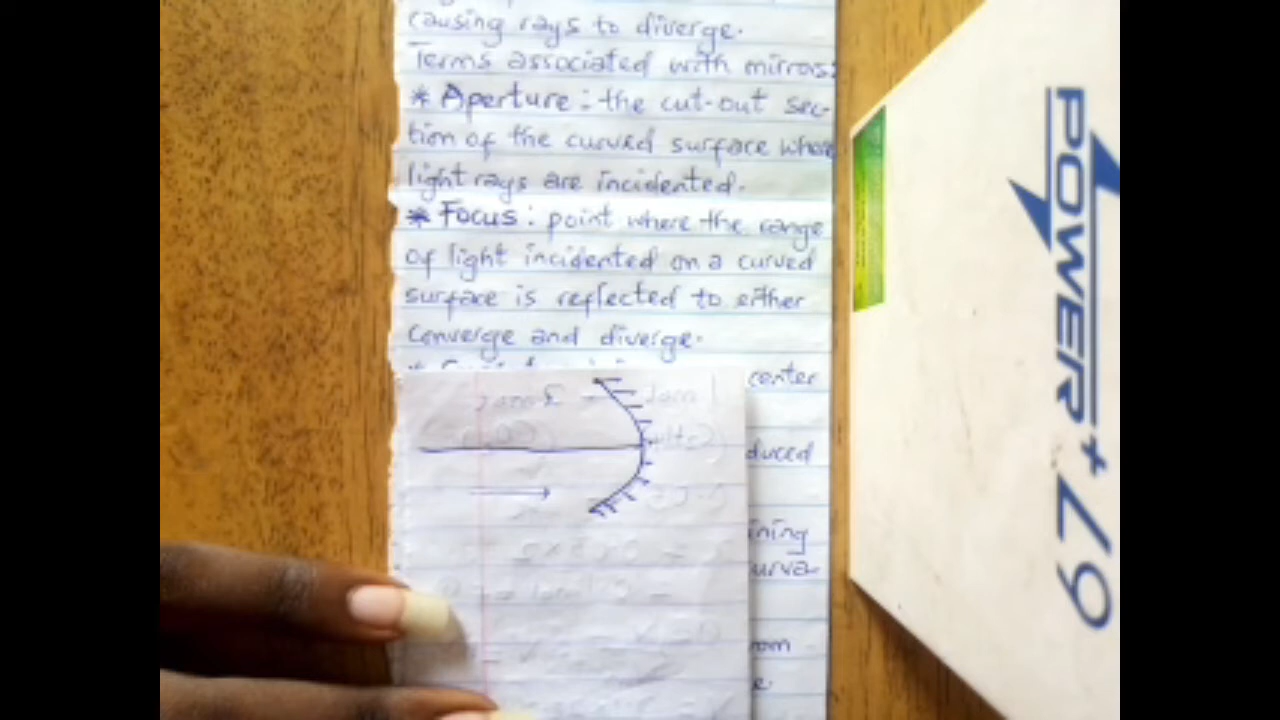 causing rays to diverge.
Terms associated with mirrors:
* Aperture: the cut-out sec-
tion of the curved surface where
light rays are incidented.
* Focus: point where the range
of light incidented on a curved
surface is reflected to either
converge and diverge.
center
duced
ining
urva-
rom
e.
POWER+ L9